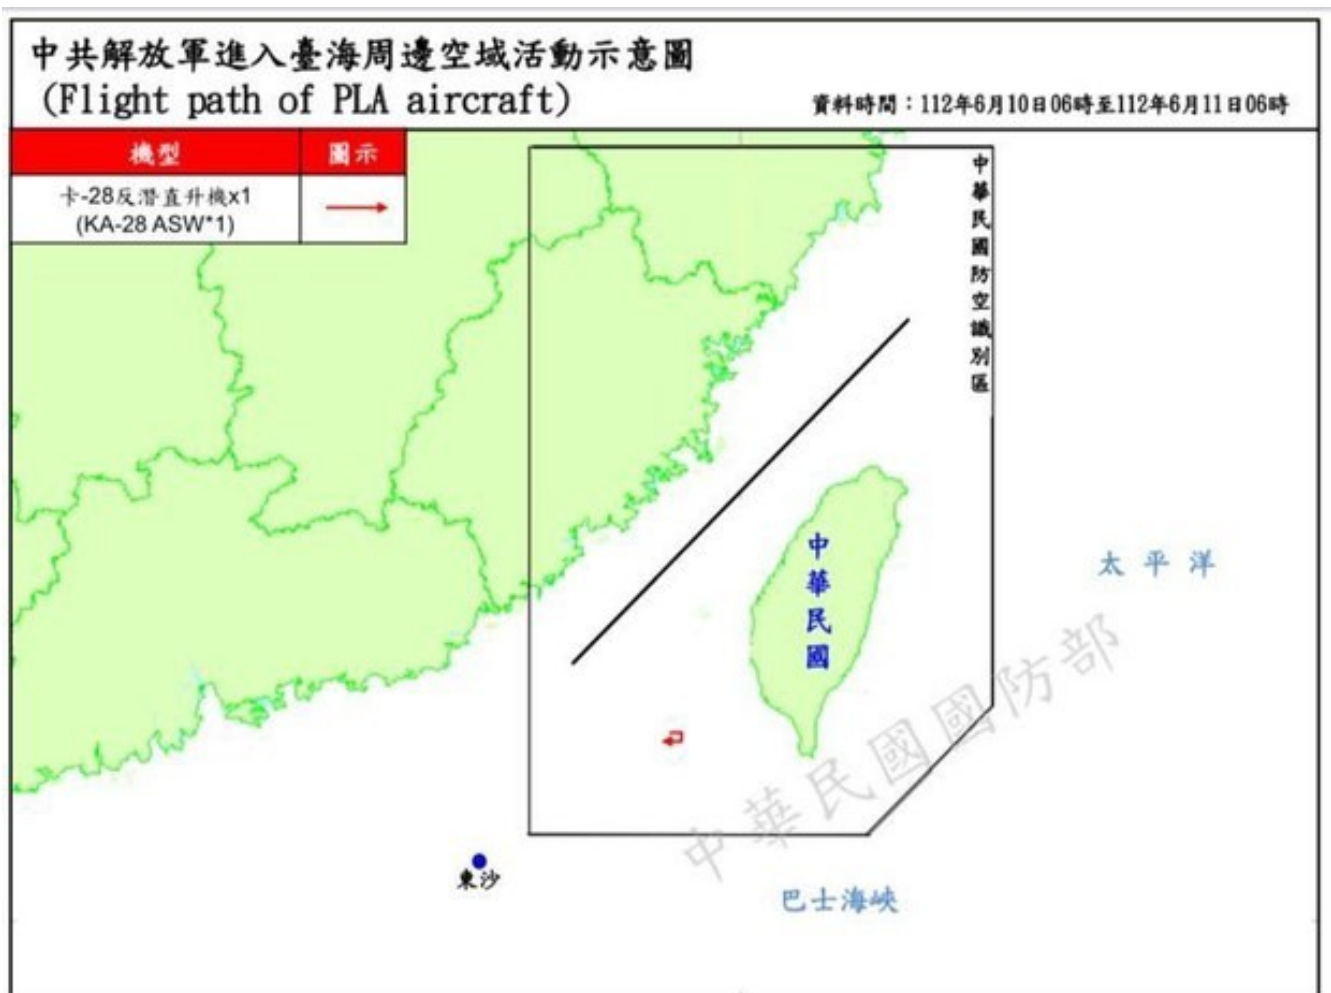 中共解放軍進入臺海周邊空域活動示意圖
(Flight path of PLA aircraft)
資料時間：112年6月10日06時至112年6月11日06時
機型
圖示
卡-28反潛直升機x1
(KA-28 ASW*1)
中華民國防空識別區
中華民國
太平洋
中華民國國防部
東沙
巴士海峽